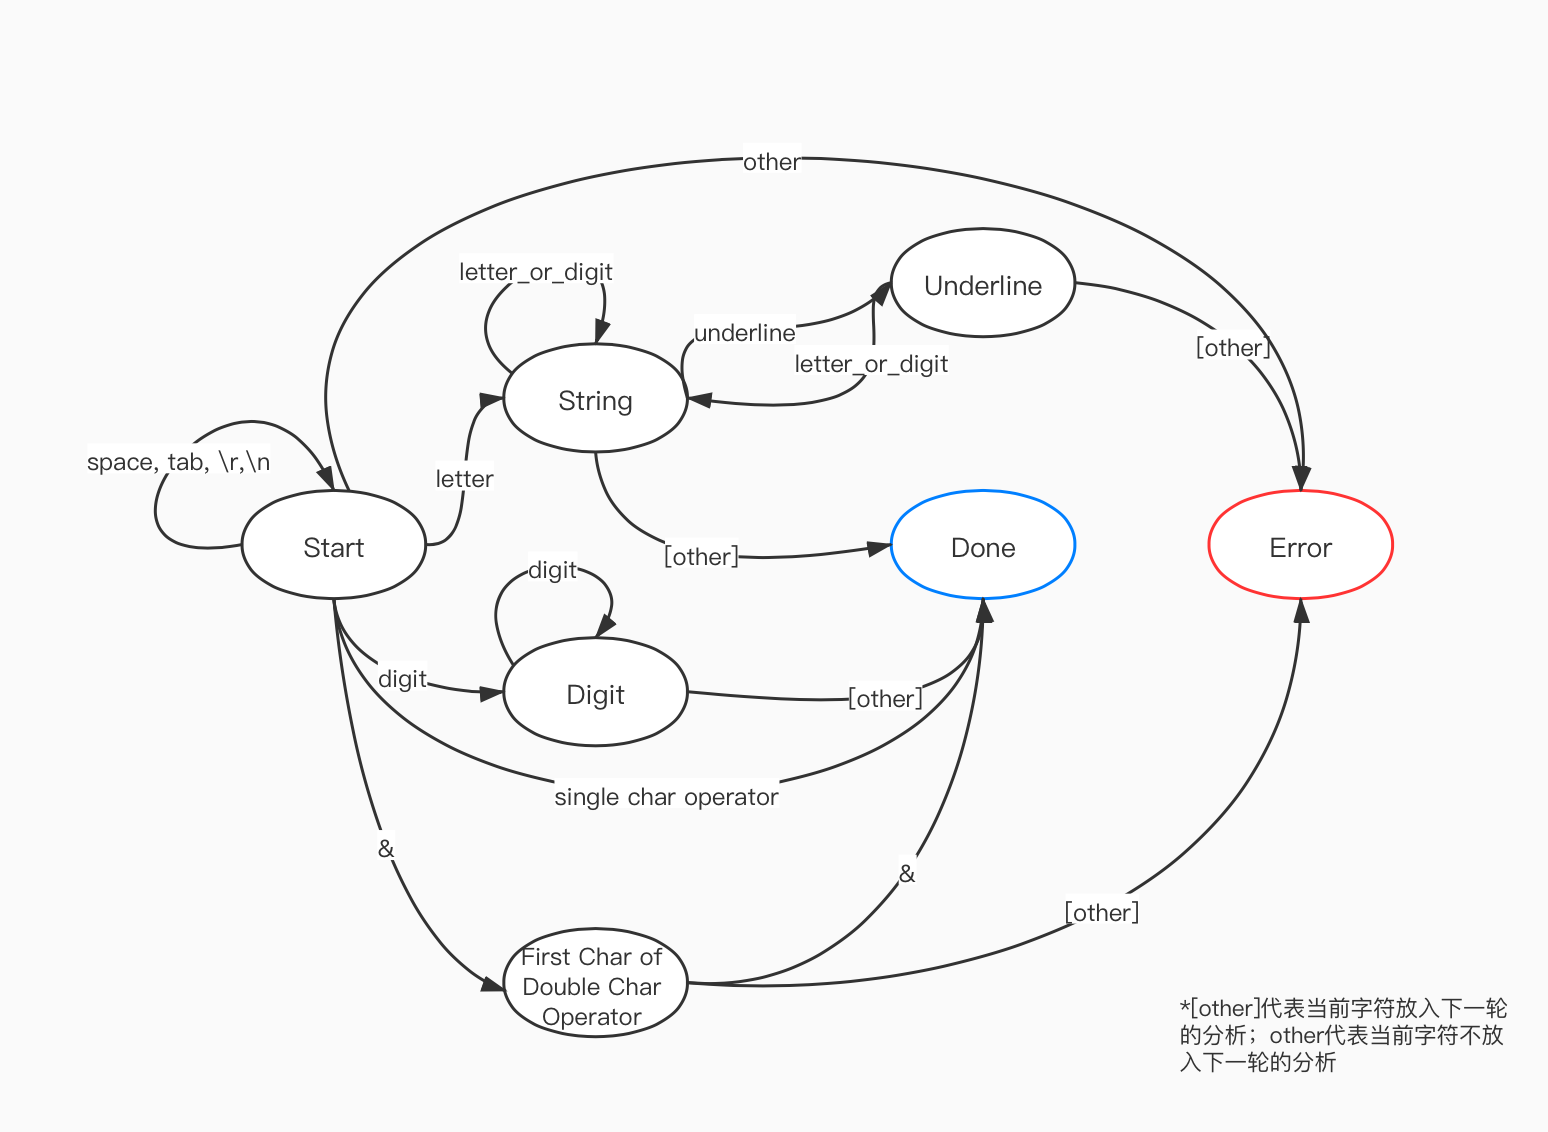 other
letter_or_digit
Underline
underline
[other]
letter_or_digit
String
space, tab, \r,\n
letter
Start
[other]
Done
Error
digit
digit
Digit
[other]
single char operator
&
&
[other]
First Char of
Double Char
Operator
*[other]代表当前字符放入下一轮
的分析；other代表当前字符不放
入下一轮的分析